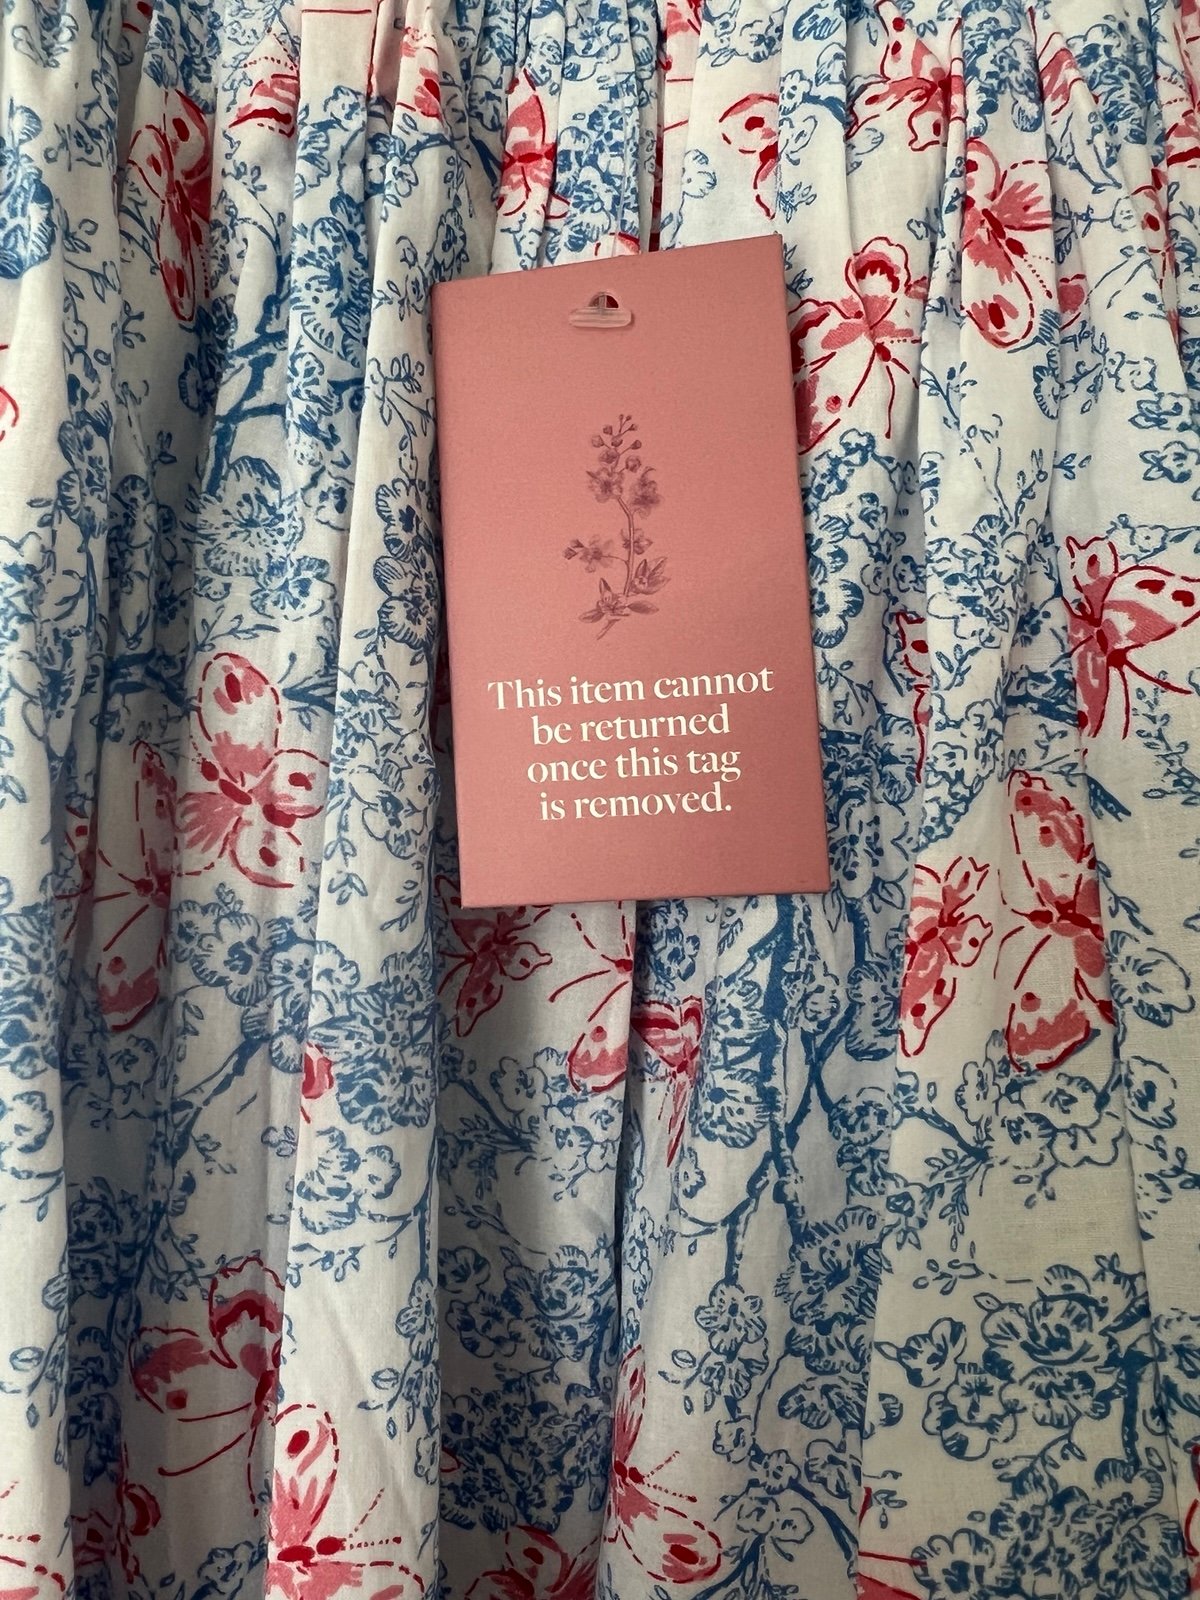 This item cannot
be returned
once this tag
is removed.